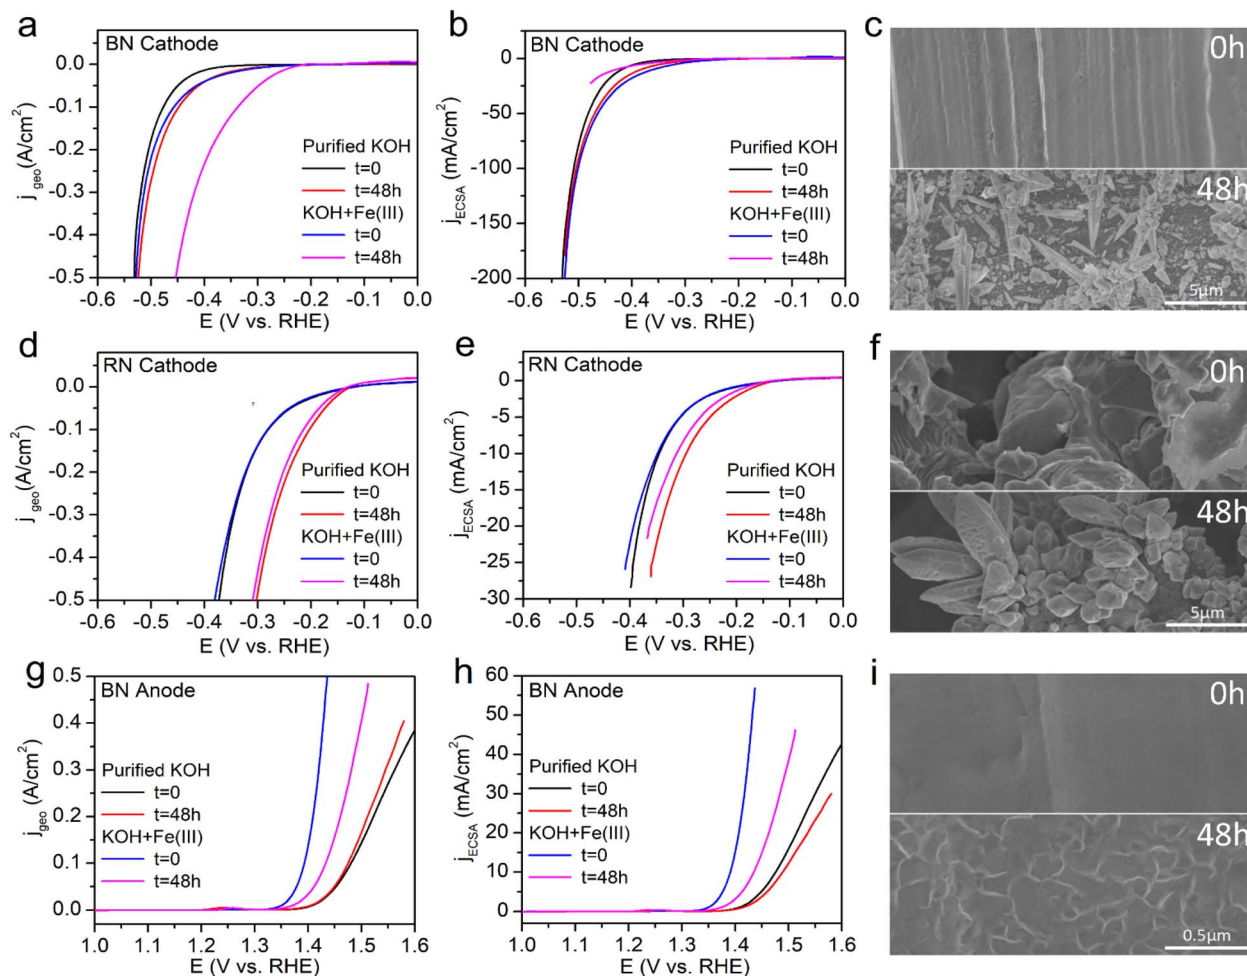 a
BN Cathode
0.0
-0.1
-0.2
-0.3
-0.4
-0.5
j geo (A/cm²)
Purified KOH
t=0
t=48h
KOH+Fe(III)
t=0
t=48h
-0.6 -0.5 -0.4 -0.3 -0.2 -0.1 0.0
E (V vs. RHE)
b
BN Cathode
0
-50
-100
-150
-200
jECSA (mA/cm²)
Purified KOH
t=0
t=48h
KOH+Fe(III)
t=0
t=48h
-0.6 -0.5 -0.4 -0.3 -0.2 -0.1 0.0
E (V vs. RHE)
c
0h
48h
5µm
d
RN Cathode
0.0
-0.1
-0.2
-0.3
-0.4
-0.5
j geo (A/cm²)
Purified KOH
t=0
t=48h
KOH+Fe(III)
t=0
t=48h
-0.6 -0.5 -0.4 -0.3 -0.2 -0.1 0.0
E (V vs. RHE)
e
RN Cathode
5
0
-5
-10
-15
-20
-25
-30
jECSA (mA/cm²)
Purified KOH
t=0
t=48h
KOH+Fe(III)
t=0
t=48h
-0.6 -0.5 -0.4 -0.3 -0.2 -0.1 0.0
E (V vs. RHE)
f
0h
48h
5µm
g
BN Anode
0.5
0.4
0.3
0.2
0.1
0.0
jgeo (A/cm²)
Purified KOH
t=0
t=48h
KOH+Fe(III)
t=0
t=48h
1.0 1.1 1.2 1.3 1.4 1.5 1.6
E (V vs. RHE)
h
BN Anode
60
50
40
30
20
10
0
jECSA (mA/cm²)
Purified KOH
t=0
t=48h
KOH+Fe(III)
t=0
t=48h
1.0 1.1 1.2 1.3 1.4 1.5 1.6
E (V vs. RHE)
i
0h
48h
0.5µm